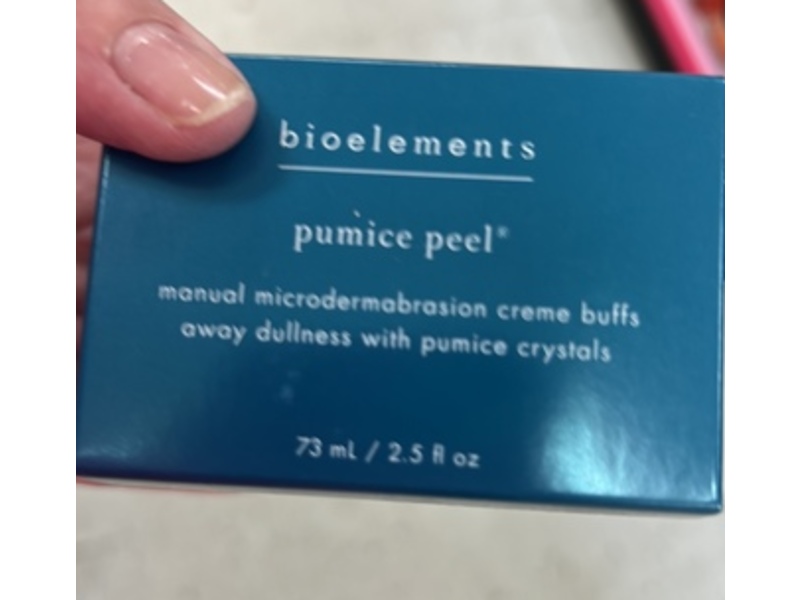 bioelements
pumice peel®
manual microdermabrasion creme buffs
away dullness with pumice crystals
73 mL / 2.5 fl oz